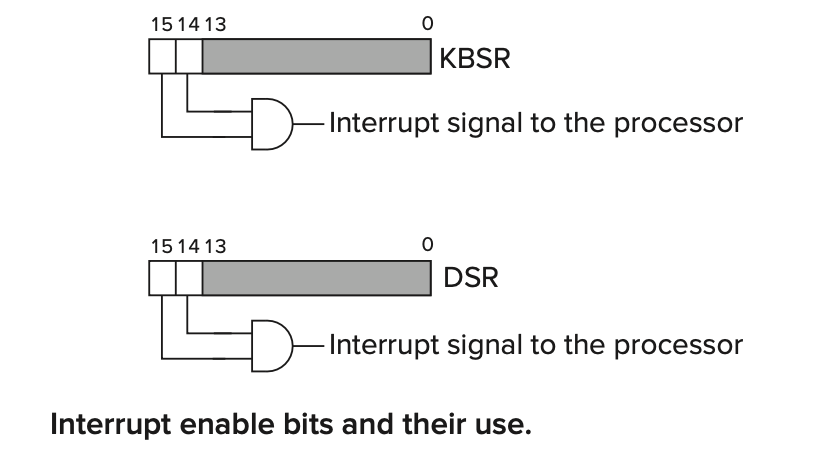 15 14 13 0
KBSR
Interrupt signal to the processor
15 14 13 0
DSR
Interrupt signal to the processor
Interrupt enable bits and their use.